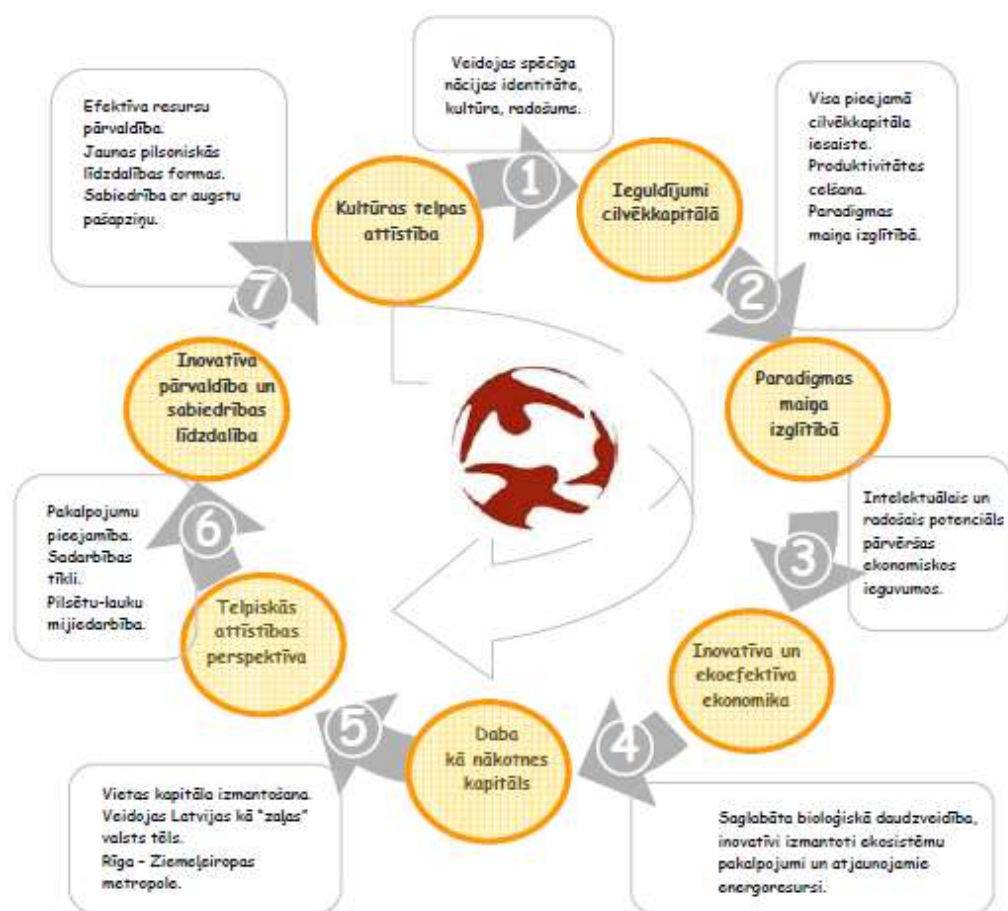 Veidojas spēcīga
nācijas identitāte,
kultūra, radošums.
1
Ieguldījumi
cilvēkkapitālā
Visa pieejamā
cilvēkkapitāla
iesaiste.
Produktivitātes
celšana.
Paradigmas
maiņa izglītībā.
2
Paradigmas
maiņa
izglītībā
Intelektuālais un
radošais potenciāls
pārvēršas
ekonomiskos
ieguvumos.
3
Inovatīva un
ekoefektīva
ekonomika
Saglabāta bioloģiskā daudzveidība,
inovatīvi izmantoti ekosistēmu
pakalpojumi un atjaunojamie
energoresursi.
4
Daba
kā nākotnes
kapitāls
Vietas kapitāla izmantošana.
Veidojas Latvijas kā "zaļas"
valsts tēls.
Rīga – Ziemeļeiropas
metropole.
5
Telpiskās
attīstības
perspektīva
Pakalpojumu
pieejamība.
Sadarbības
tīkli.
Pilsētu-lauku
mijiedarbība.
6
Inovatīva
pārvaldība un
sabiedrības
līdzdalība
Efektīva resursu
pārvaldība.
Jaunas pilsoniskās
līdzdalības formas.
Sabiedrība ar augstu
pašapziņu.
7
Kultūras telpas
attīstība